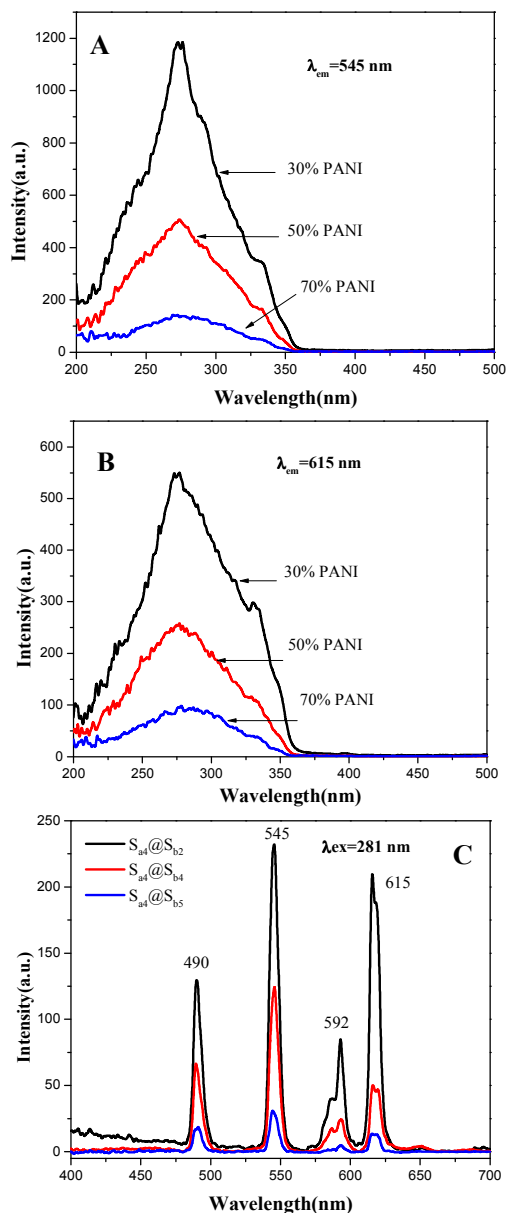 A
λem=545 nm
1200
1000
800
600
400
200
0
Intensity(a.u.)
30% PANI
50% PANI
70% PANI
200 250 300 350 400 450 500
Wavelength(nm)
B
λem=615 nm
600
500
400
300
200
100
0
Intensity(a.u.)
30% PANI
50% PANI
70% PANI
200 250 300 350 400 450 500
Wavelength(nm)
C
λex=281 nm
250
200
150
100
50
0
Intensity(a.u.)
Sa4@Sb2
Sa4@Sb4
Sa4@Sb5
490
545
592
615
400 450 500 550 600 650 700
Wavelength(nm)